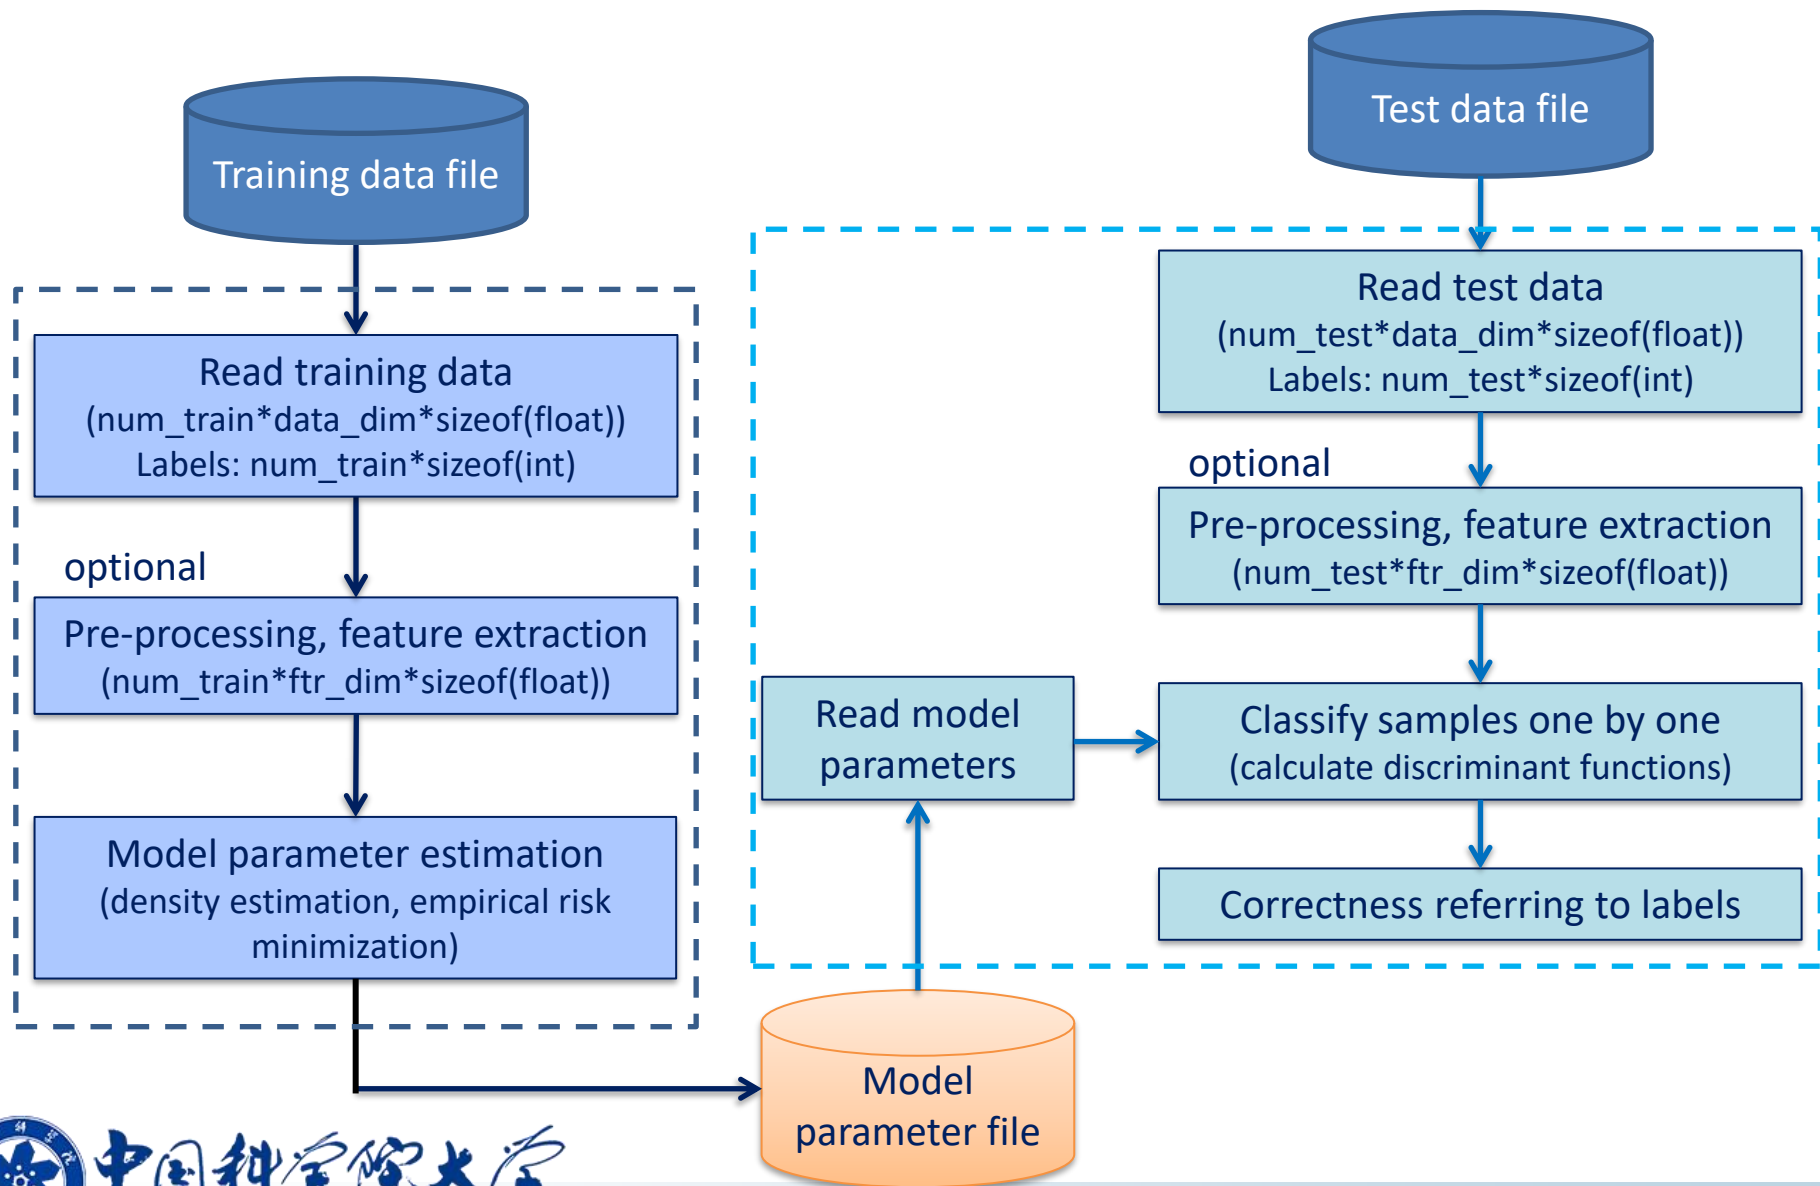 Training data file
Read training data
(num_train*data_dim*sizeof(float))
Labels: num_train*sizeof(int)
optional
Pre-processing, feature extraction
(num_train*ftr_dim*sizeof(float))
Model parameter estimation
(density estimation, empirical risk
minimization)
Test data file
Read test data
(num_test*data_dim*sizeof(float))
Labels: num_test*sizeof(int)
optional
Pre-processing, feature extraction
(num_test*ftr_dim*sizeof(float))
Read model
parameters
Classify samples one by one
(calculate discriminant functions)
Correctness referring to labels
Model
parameter file
中国科学院大学